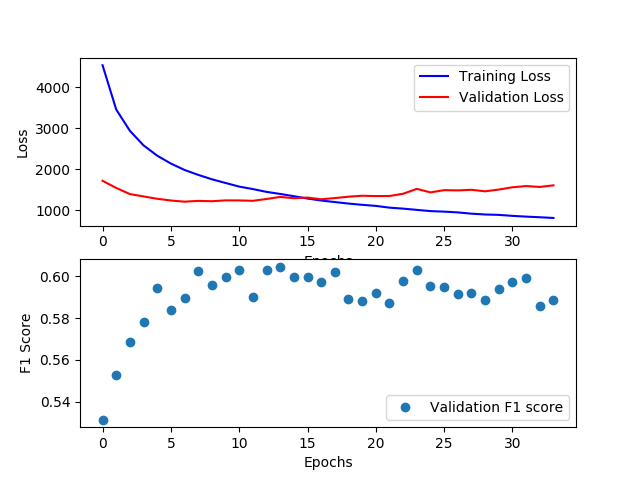 Training Loss
Validation Loss
Loss
4000
3000
2000
1000
0 5 10 15 20 25 30
Epochs
F1 Score
0.60
0.58
0.56
0.54
Validation F1 score
0 5 10 15 20 25 30
Epochs